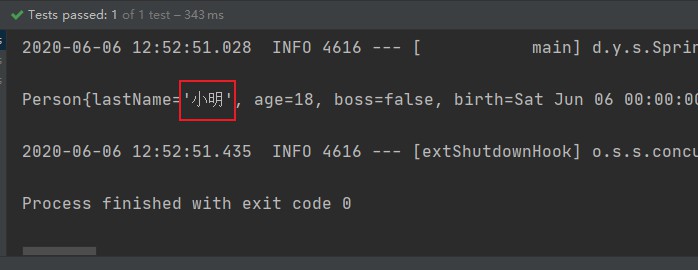 Tests passed: 1 of 1 test – 343 ms
2020-06-06 12:52:51.028  INFO 4616 --- [           main] d.y.s.Sprin
Person{lastName='小明', age=18, boss=false, birth=Sat Jun 06 00:00:00
2020-06-06 12:52:51.435  INFO 4616 --- [extShutdownHook] o.s.s.concu
Process finished with exit code 0